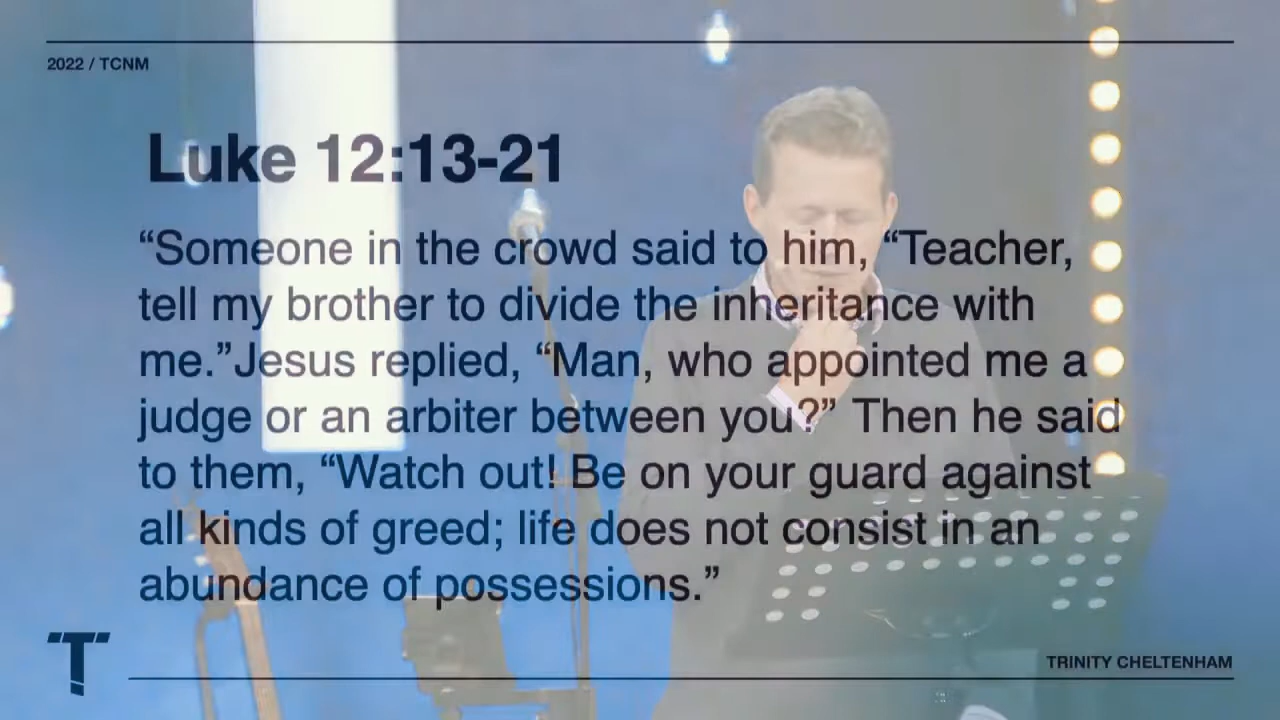 2022 / TCNM
Luke 12:13-21
“Someone in the crowd said to him, “Teacher,
tell my brother to divide the inheritance with
me.”Jesus replied, “Man, who appointed me a
judge or an arbiter between you?” Then he said
to them, “Watch out! Be on your guard against
all kinds of greed; life does not consist in an
abundance of possessions.”
T
TRINITY CHELTENHAM